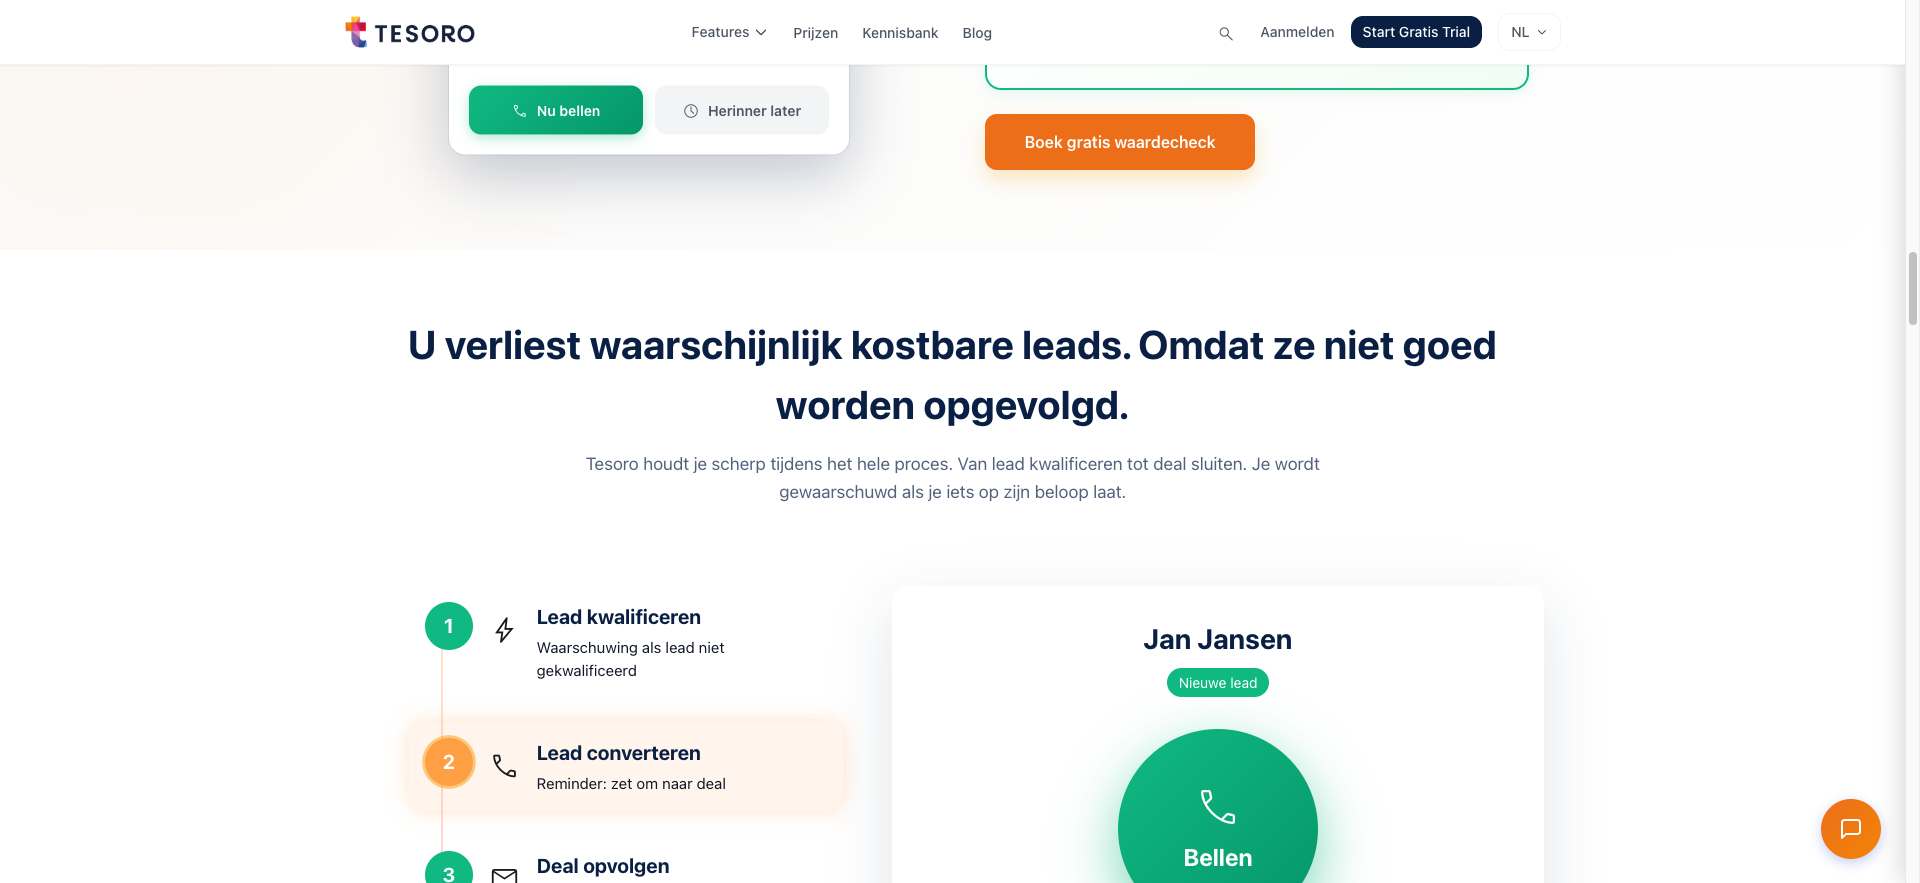 TESORO
Features
Prijzen
Kennisbank
Blog
Aanmelden
Start Gratis Trial
NL
Nu bellen
Herinner later
Boek gratis waardecheck
U verliest waarschijnlijk kostbare leads. Omdat ze niet goed
worden opgevolgd.
Tesoro houdt je scherp tijdens het hele proces. Van lead kwalificeren tot deal sluiten. Je wordt
gewaarschuwd als je iets op zijn beloop laat.
1
Lead kwalificeren
Waarschuwing als lead niet
gekwalificeerd
2
Lead converteren
Reminder: zet om naar deal
3
Deal opvolgen
Jan Jansen
Nieuwe lead
Bellen